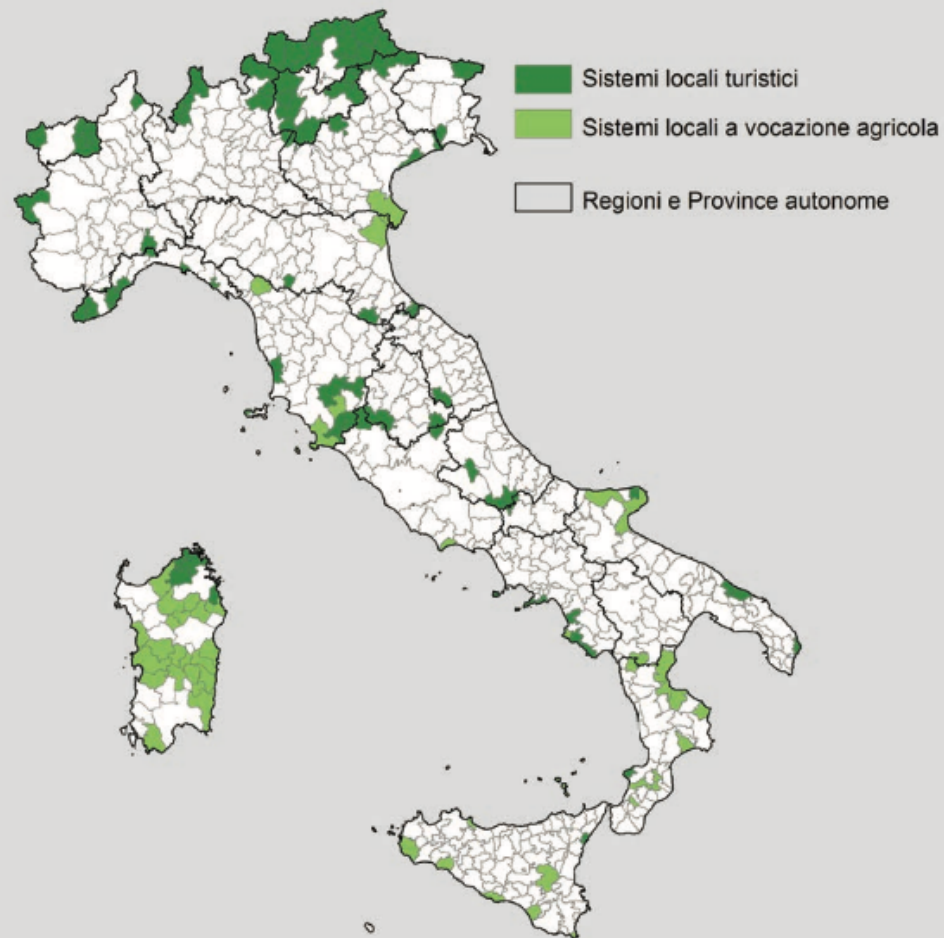 Sistemi locali turistici
Sistemi locali a vocazione agricola
Regioni e Province autonome